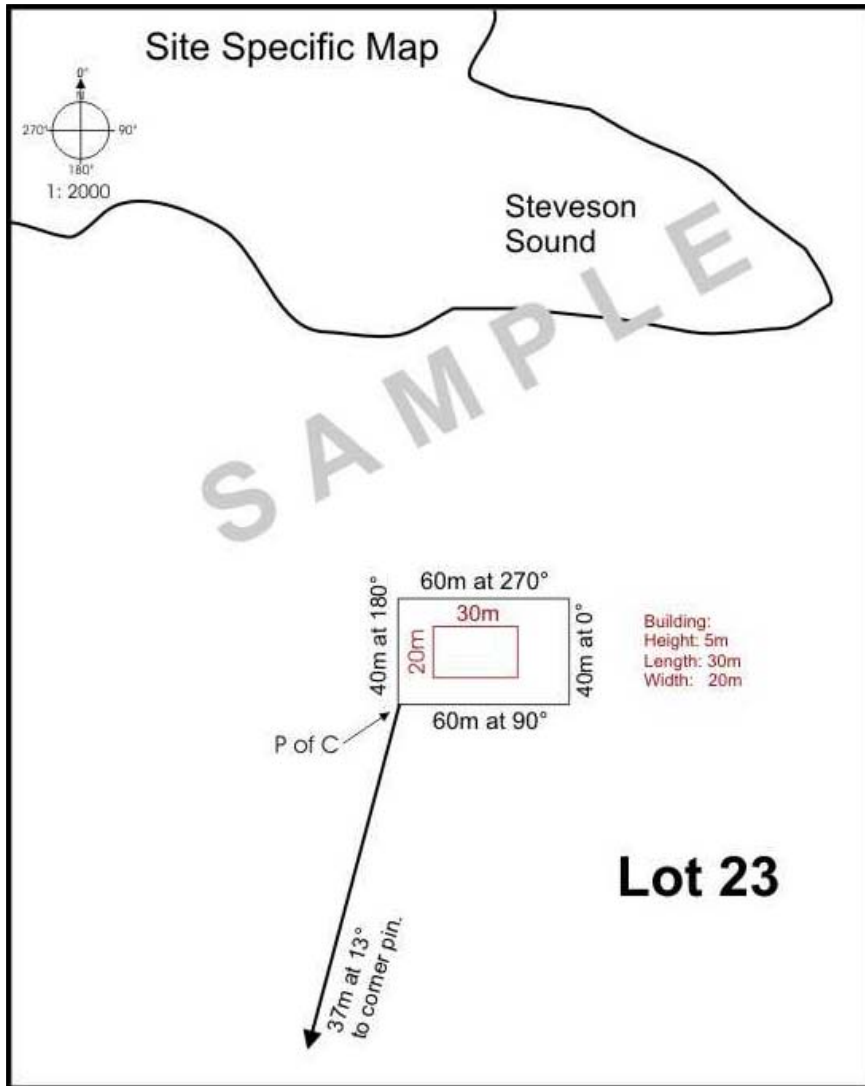 Site Specific Map
0°
N
270° 90°
180°
1: 2000
Steveson
Sound
SAMPLE
60m at 270°
40m at 180°
30m
20m
40m at 0°
Building:
Height: 5m
Length: 30m
Width: 20m
60m at 90°
P of C
Lot 23
37m at 13°
to corner pin.